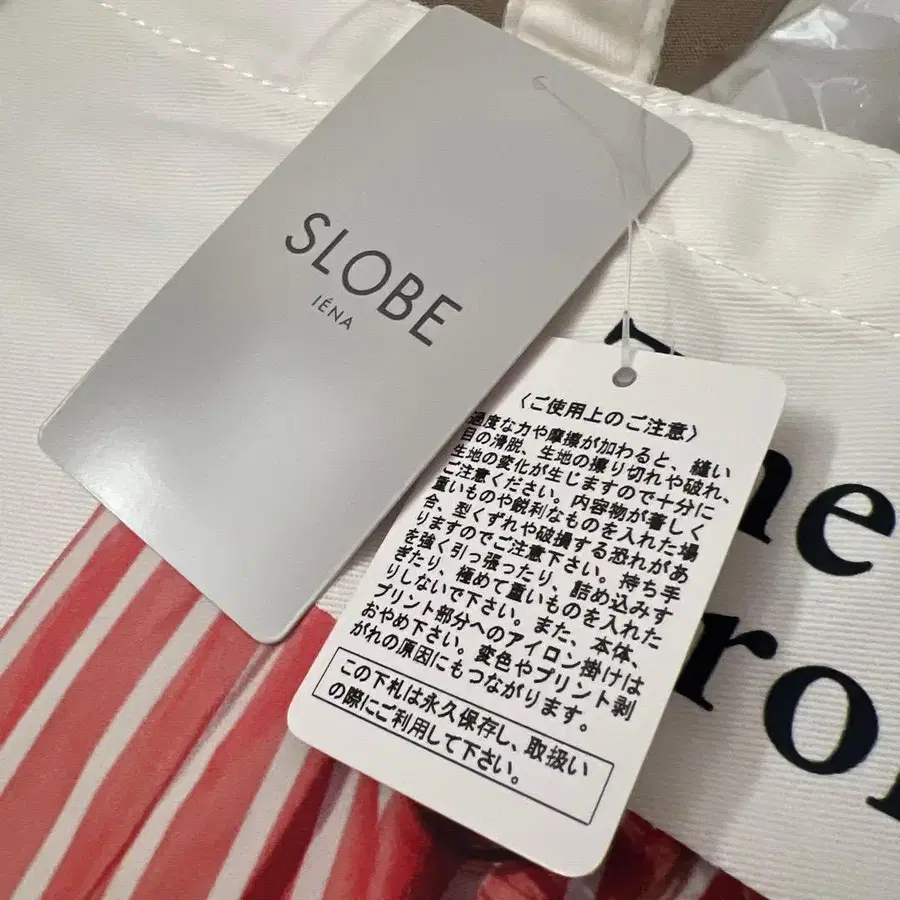 SLOBE
IÉNA
〈ご使用上のご注意〉
過度な力や摩擦が加わると、縫い
目の滑脱、生地の擦り切れや破れ、
生地の変化が生じますので十分に
ご注意ください。内容物が著しく
重いものや鋭利なものを入れた場
合、型くずれや破損する恐れがあ
りますのでご注意下さい。持ち手
を強く引っ張ったり、詰め込みす
ぎたり、極めて重いものを入れた
りしないで下さい。また、本体、
プリント部分へのアイロン掛けは
おやめ下さい。変色やプリント剥
がれの原因にもつながります。
この下札は永久保存し、取扱い
の際にご利用して下さい。
The